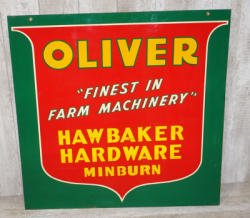 OLIVER
"FINEST IN
FARM MACHINERY"
HAWBAKER
HARDWARE
MINBURN